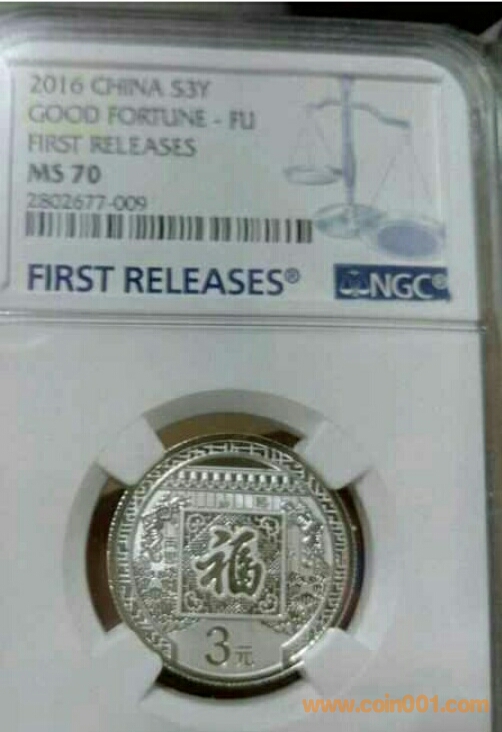 2016 CHINA S3Y
GOOD FORTUNE - FU
FIRST RELEASES
MS 70
2802677-009
FIRST RELEASES®
NGC®
福
3元
www.coin001.com